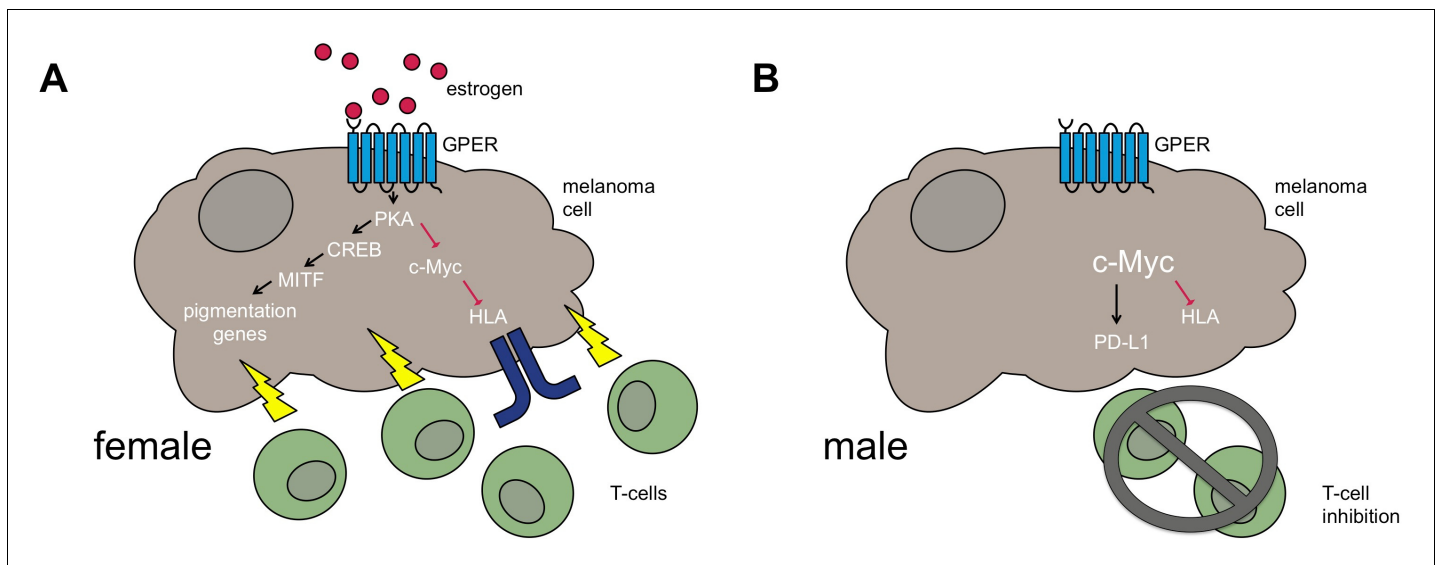 A
estrogen
GPER
melanoma
cell
PKA
CREB
c-Myc
MITF
pigmentation
genes
HLA
female
T-cells
B
GPER
melanoma
cell
c-Myc
HLA
PD-L1
male
T-cell
inhibition